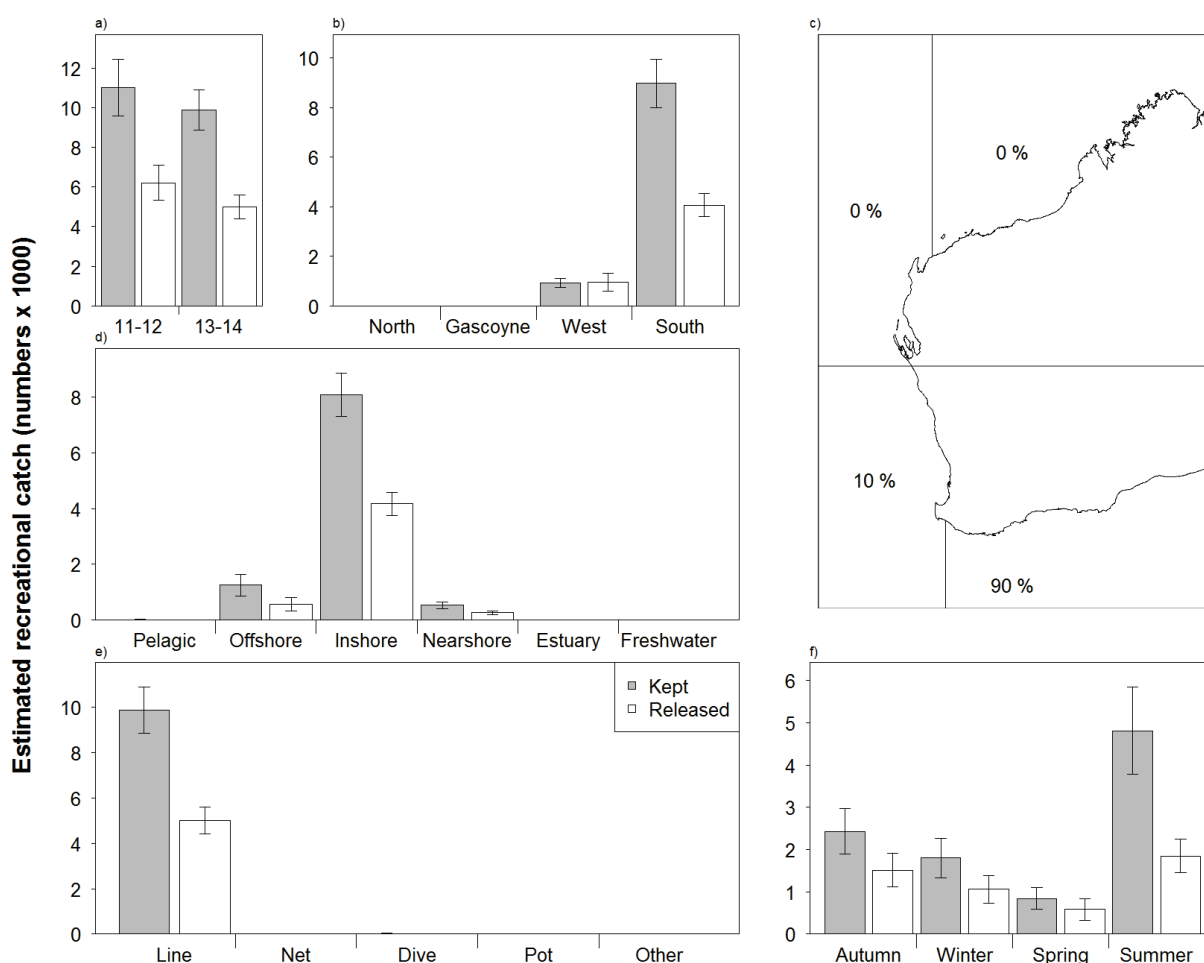 Estimated recreational catch (numbers x 1000)
a)
12
10
8
6
4
2
0
11-12 13-14
b)
10
8
6
4
2
0
North Gascoyne West South
c)
0 %
0 %
10 %
90 %
d)
8
6
4
2
0
Pelagic Offshore Inshore Nearshore Estuary Freshwater
e)
Kept
Released
10
8
6
4
2
0
Line Net Dive Pot Other
f)
6
5
4
3
2
1
0
Autumn Winter Spring Summer